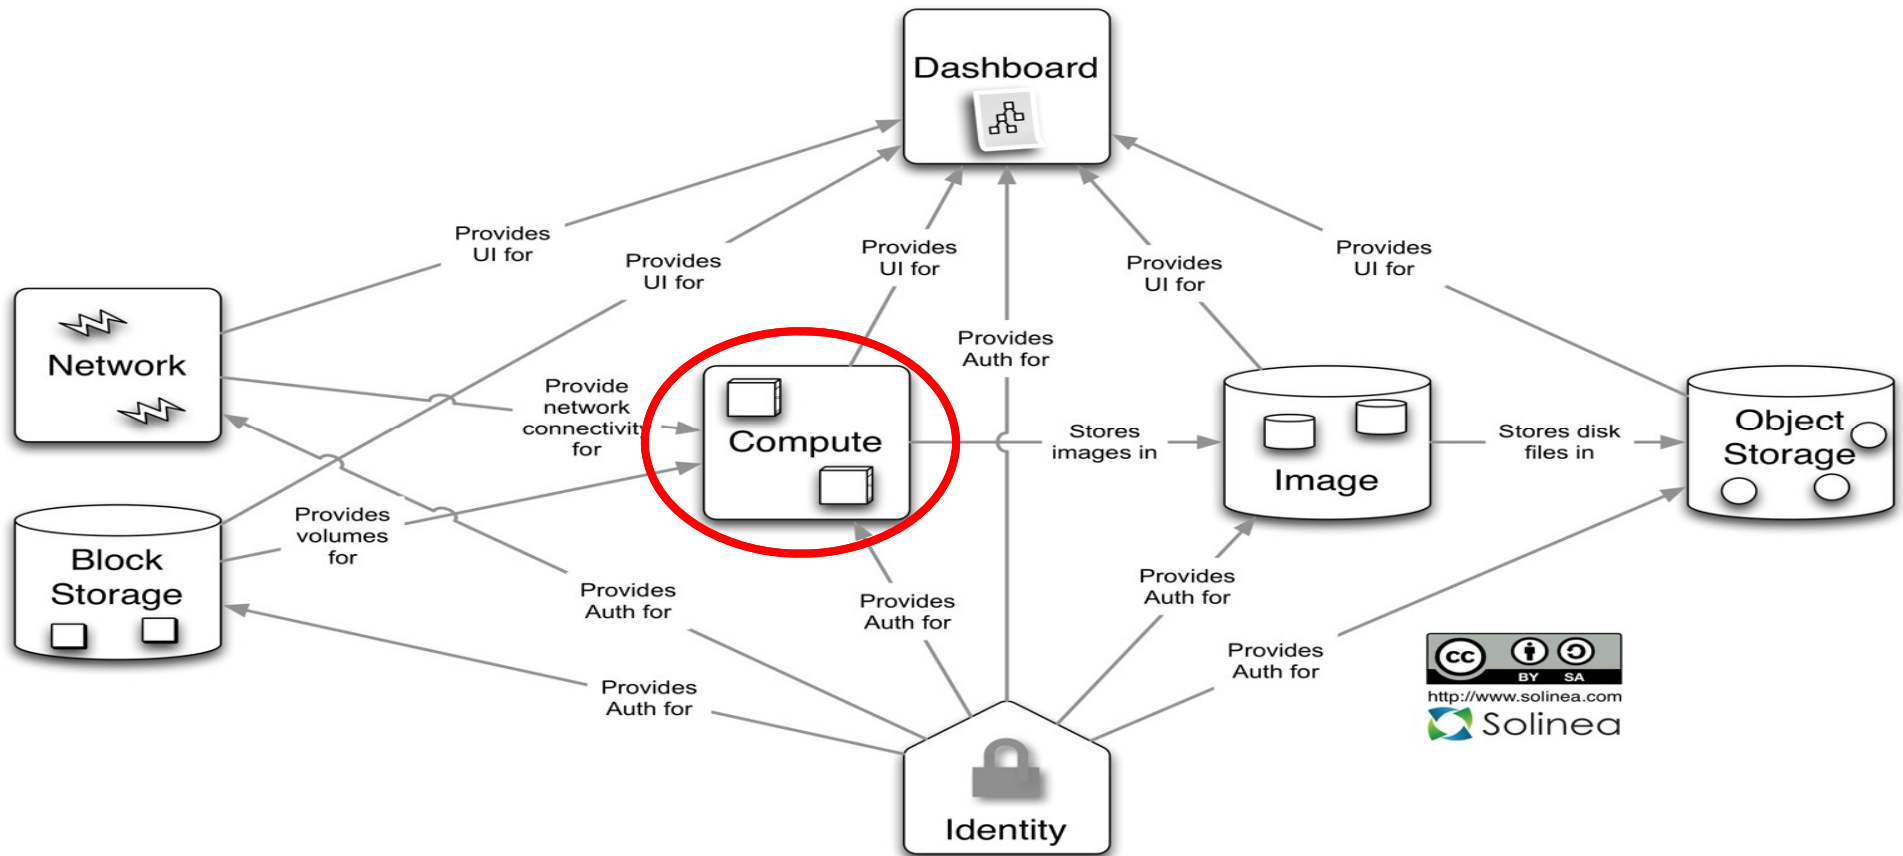 Dashboard
Provides
UI for
Provides
UI for
Provides
UI for
Provides
UI for
Provides
UI for
Network
Provides
Auth for
Provide
network
connectivity
for
Compute
Stores
images in
Image
Stores disk
files in
Object
Storage
Block
Storage
Provides
volumes
for
Provides
Auth for
Provides
Auth for
Provides
Auth for
Provides
Auth for
Provides
Auth for
Identity
cc
BY SA
http://www.solinea.com
Solinea